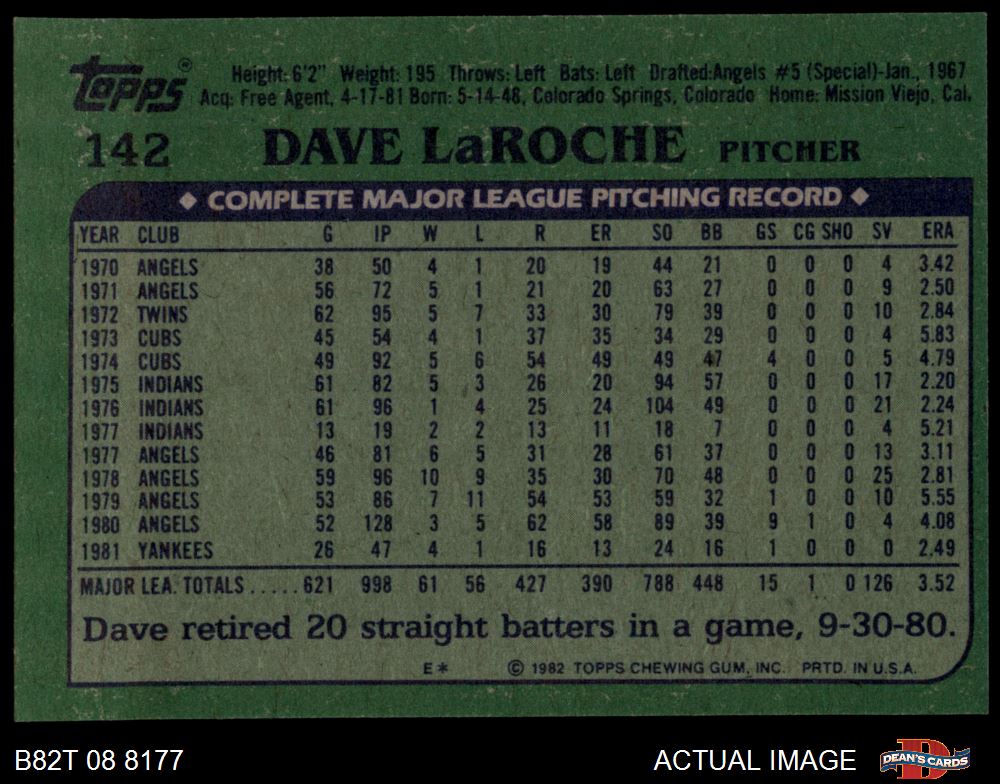 Topps® Height: 6'2" Weight: 195 Throws: Left Bats: Left Drafted:Angels #5 (Special)-Jan., 1967
Acq: Free Agent, 4-17-81 Born: 5-14-48, Colorado Springs, Colorado Home: Mission Viejo, Cal.
142 DAVE LaROCHE PITCHER
◆ COMPLETE MAJOR LEAGUE PITCHING RECORD ◆
YEAR CLUB G IP W L R ER SO BB GS CG SHO SV ERA
1970 ANGELS 38 50 4 1 20 19 44 21 0 0 0 4 3.42
1971 ANGELS 56 72 5 1 21 20 63 27 0 0 0 9 2.50
1972 TWINS 62 95 5 7 33 30 79 39 0 0 0 10 2.84
1973 CUBS 45 54 4 1 37 35 34 29 0 0 0 4 5.83
1974 CUBS 49 92 5 6 54 49 49 47 4 0 0 5 4.79
1975 INDIANS 61 82 5 3 26 20 94 57 0 0 0 17 2.20
1976 INDIANS 61 96 1 4 25 24 104 49 0 0 0 21 2.24
1977 INDIANS 13 19 2 2 13 11 18 7 0 0 0 4 5.21
1977 ANGELS 46 81 6 5 31 28 61 37 0 0 0 13 3.11
1978 ANGELS 59 96 10 9 35 30 70 48 0 0 0 25 2.81
1979 ANGELS 53 86 7 11 54 53 59 32 1 0 0 10 5.55
1980 ANGELS 52 128 3 5 62 58 89 39 9 1 0 4 4.08
1981 YANKEES 26 47 4 1 16 13 24 16 1 0 0 0 2.49
MAJOR LEA. TOTALS.....621 998 61 56 427 390 788 448 15 1 0 126 3.52
Dave retired 20 straight batters in a game, 9-30-80.
E* © 1982 TOPPS CHEWING GUM, INC. PRTD. IN U.S.A.
B82T 08 8177 ACTUAL IMAGE DEAN'S CARDS